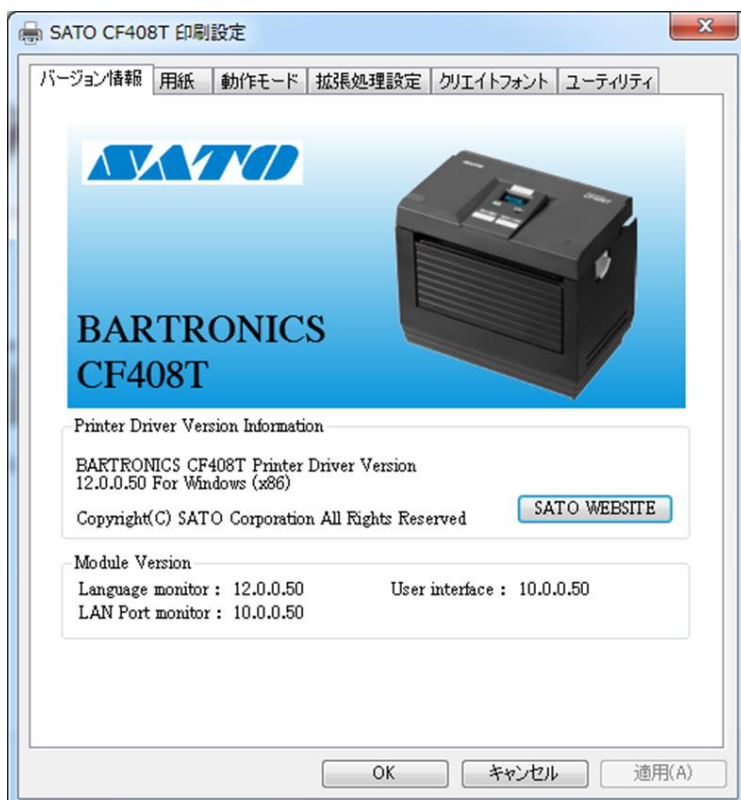 SATO CF408T 印刷設定
バージョン情報 用紙 動作モード 拡張処理設定 クリエイトフォント ユーティリティ
SATO
BARTRONICS
CF408T
Printer Driver Version Information
BARTRONICS CF408T Printer Driver Version
12.0.0.50 For Windows (x86)
Copyright(C) SATO Corporation All Rights Reserved
SATO WEBSITE
Module Version
Language monitor : 12.0.0.50 User interface : 10.0.0.50
LAN Port monitor : 10.0.0.50
OK キャンセル 適用(A)